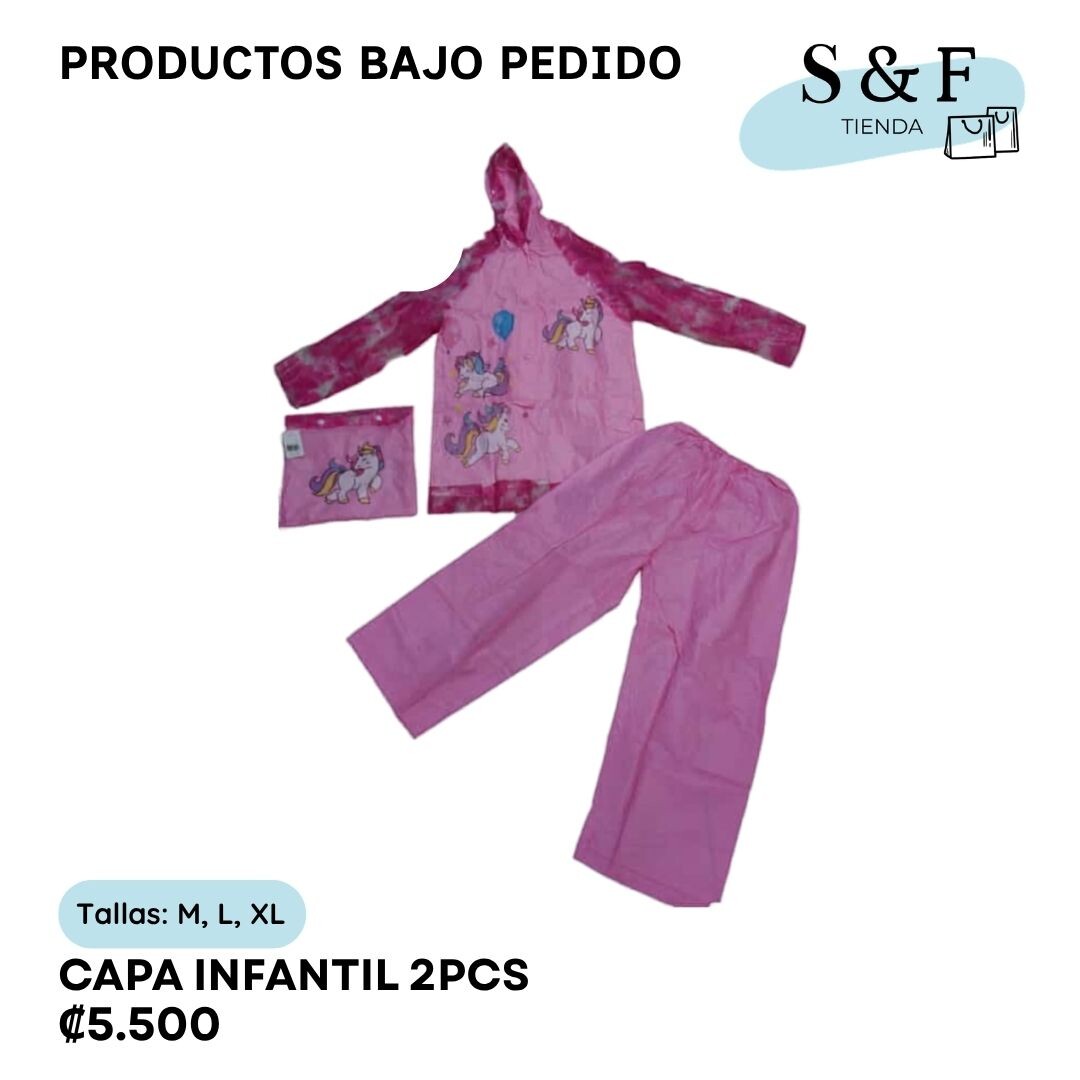 PRODUCTOS BAJO PEDIDO
S & F
TIENDA
Tallas: M, L, XL
CAPA INFANTIL 2PCS
₡5.500